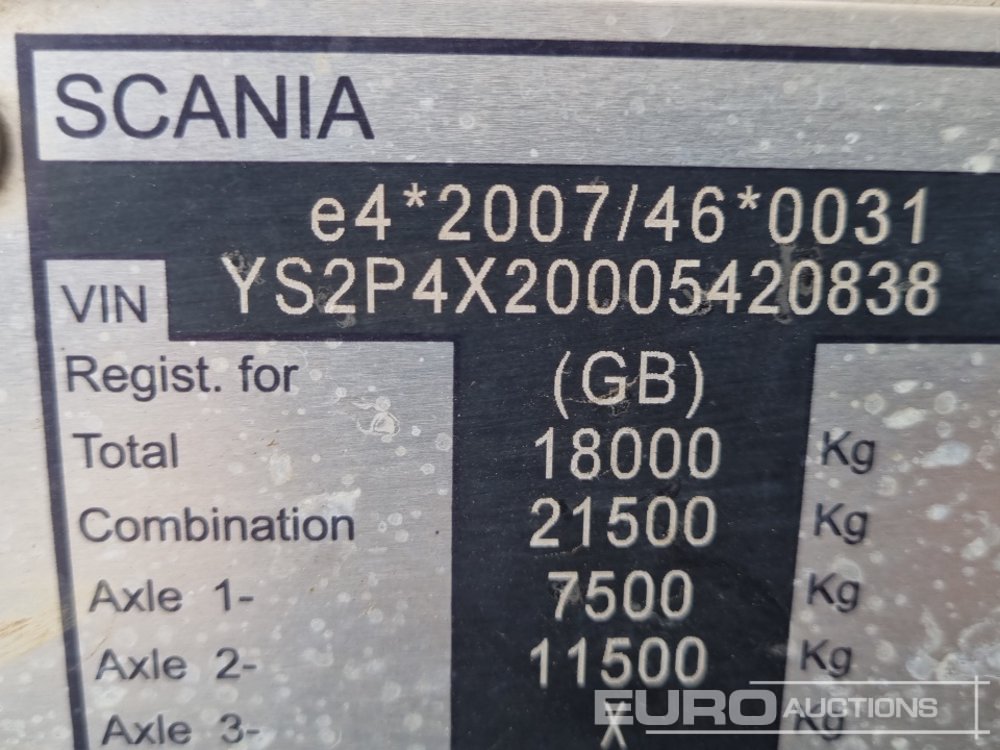 SCANIA
e4*2007/46*0031
VIN YS2P4X20005420838
Regist. for (GB)
Total 18000 Kg
Combination 21500 Kg
Axle 1- 7500 Kg
Axle 2- 11500 Kg
Axle 3- X Kg
EURO AUCTIONS